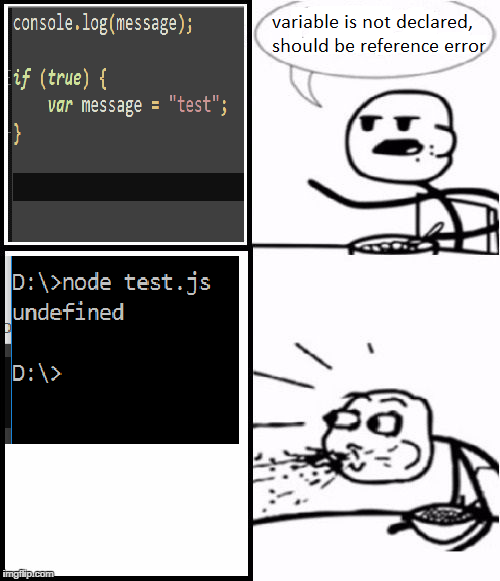 console.log(message);
if (true) {
    var message = "test";
}
variable is not declared,
should be reference error
D:\>node test.js
undefined
D:\>
imgflip.com